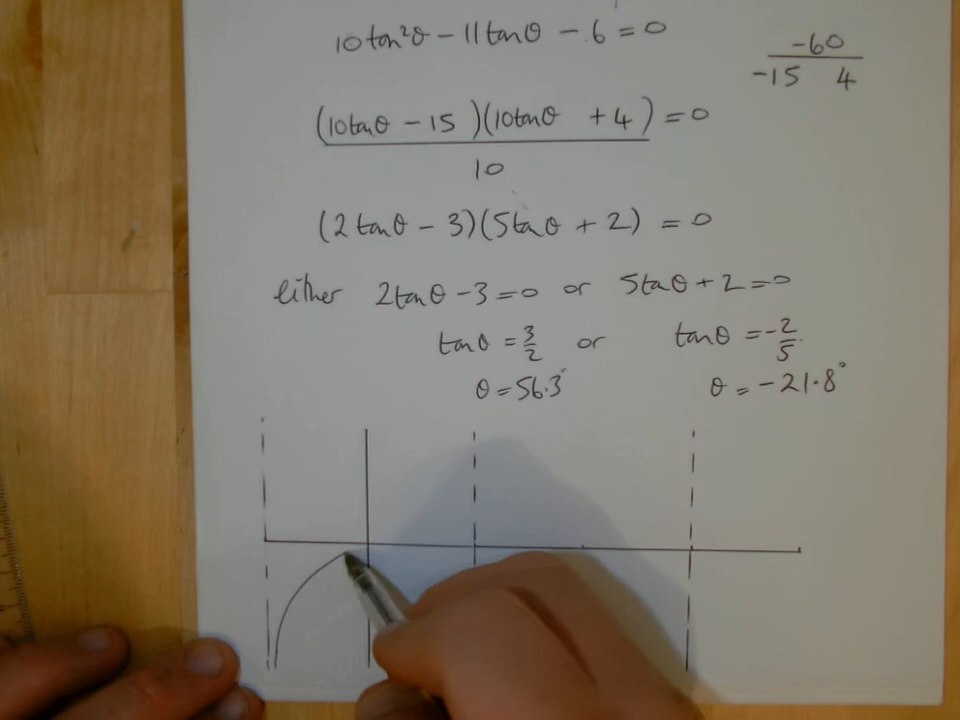 10tan²θ - 11tanθ - 6 = 0
-60
-15 4
(10tanθ - 15)(10tanθ + 4) = 0
10
(2tanθ - 3)(5tanθ + 2) = 0
either 2tanθ - 3 = 0 or 5tanθ + 2 = 0
tanθ = 3/2 or tanθ = -2/5
θ = 56.3° θ = -21.8°